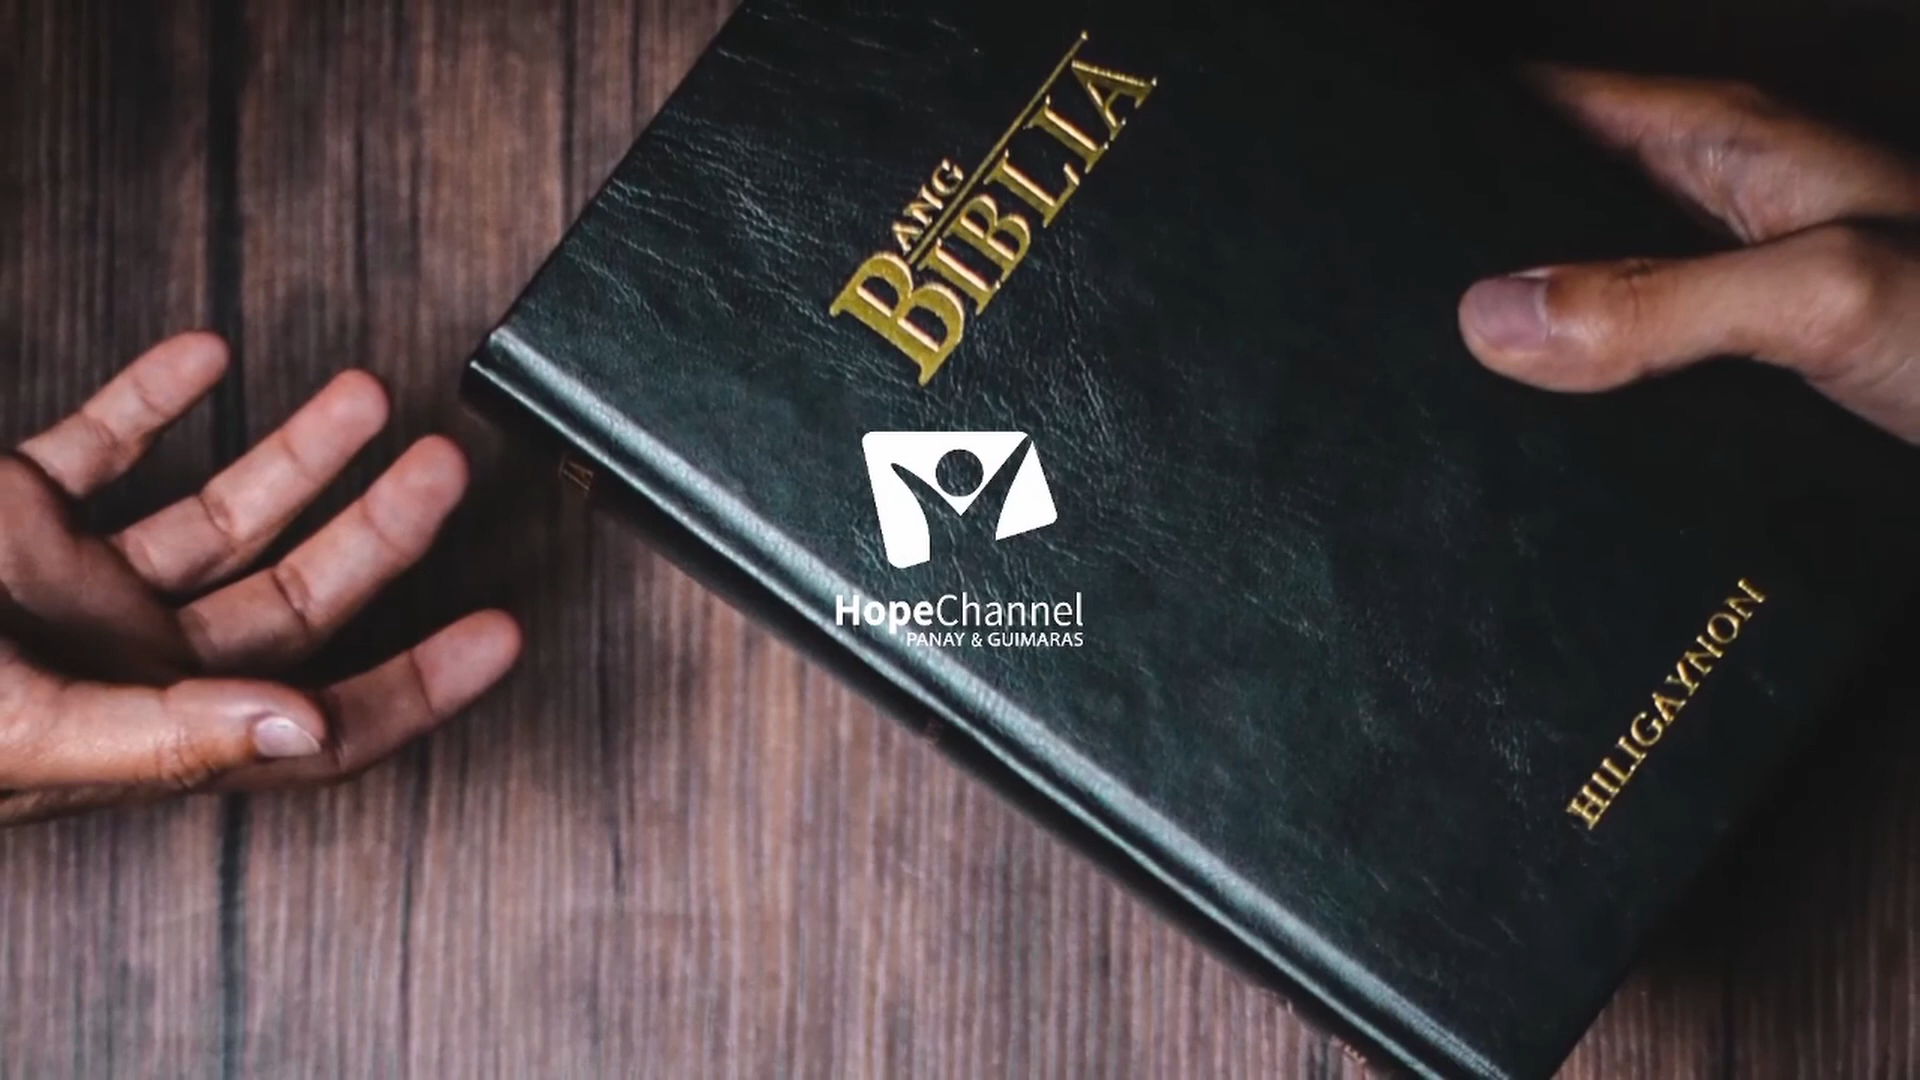 ANG
BIBLIA
HopeChannel
PANAY & GUIMARAS
HILIGAYNON